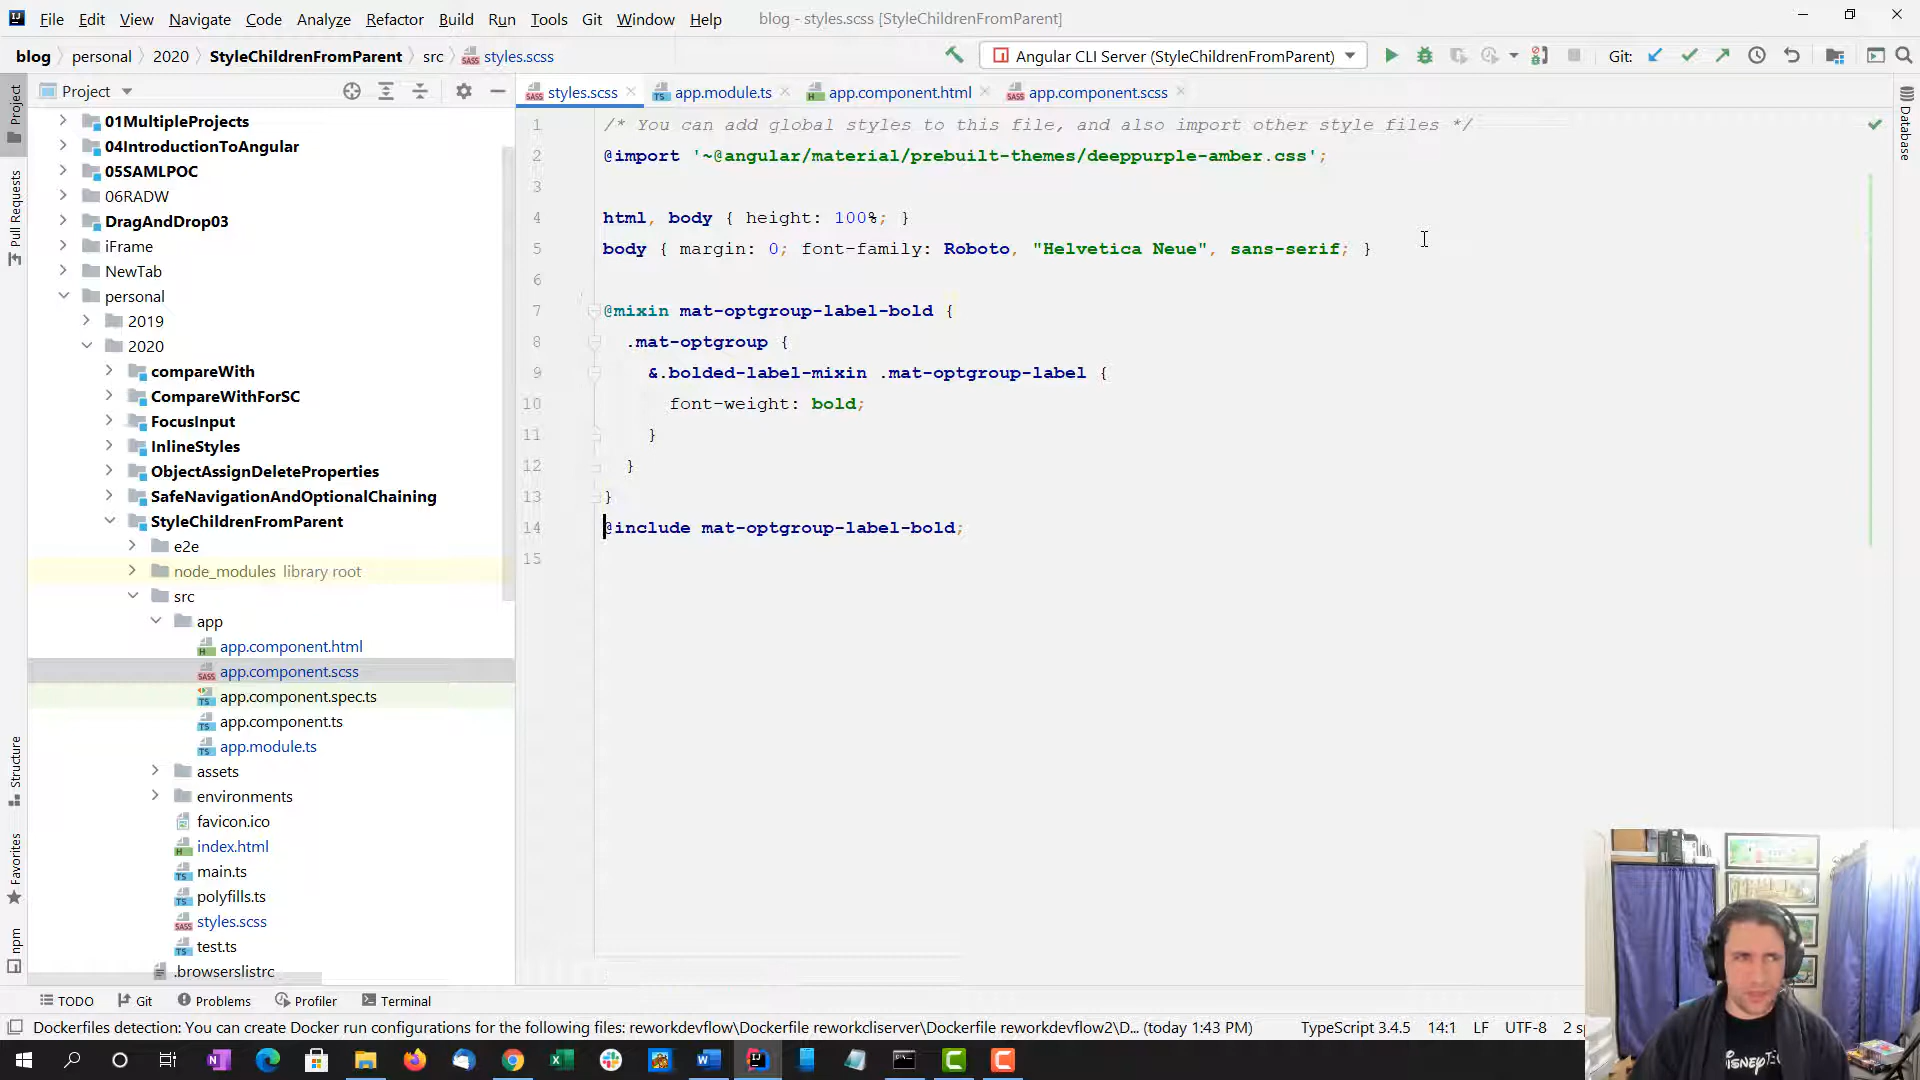 File Edit View Navigate Code Analyze Refactor Build Run Tools Git Window Help blog - styles.scss [StyleChildrenFromParent]
blog personal 2020 StyleChildrenFromParent src styles.scss Angular CLI Server (StyleChildrenFromParent) Git:
Project
styles.scss app.module.ts app.component.html app.component.scss
Project
Pull Requests
Structure
Favorites
npm
01MultipleProjects
04IntroductionToAngular
05SAMLPOC
06RADW
DragAndDrop03
iFrame
NewTab
personal
2019
2020
compareWith
CompareWithForSC
FocusInput
InlineStyles
ObjectAssignDeleteProperties
SafeNavigationAndOptionalChaining
StyleChildrenFromParent
e2e
node_modules library root
src
app
app.component.html
app.component.scss
app.component.spec.ts
app.component.ts
app.module.ts
assets
environments
favicon.ico
index.html
main.ts
polyfills.ts
styles.scss
test.ts
.browserslistrc
1 /* You can add global styles to this file, and also import other style files */
2 @import '~@angular/material/prebuilt-themes/deeppurple-amber.css';
3
4 html, body { height: 100%; }
5 body { margin: 0; font-family: Roboto, "Helvetica Neue", sans-serif; }
6
7 @mixin mat-optgroup-label-bold {
8 .mat-optgroup {
9 &.bolded-label-mixin .mat-optgroup-label {
10 font-weight: bold;
11 }
12 }
13 }
14 @include mat-optgroup-label-bold;
15
Database
TODO Git Problems Profiler Terminal
Dockerfiles detection: You can create Docker run configurations for the following files: reworkdevflow\Dockerfile reworkcliserver\Dockerfile reworkdevflow2\D... (today 1:43 PM) TypeScript 3.4.5 14:1 LF UTF-8 2 sp